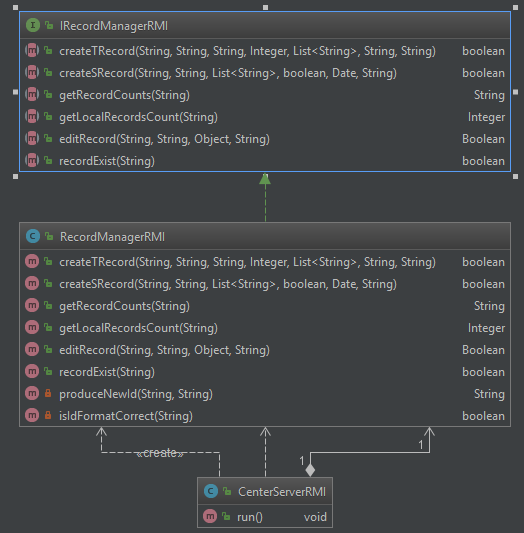 IRecordManagerRMI
createTRecord(String, String, String, Integer, List<String>, String, String) boolean
createSRecord(String, String, List<String>, boolean, Date, String) boolean
getRecordCounts(String) String
getLocalRecordsCount(String) Integer
editRecord(String, String, Object, String) Boolean
recordExist(String) boolean
RecordManagerRMI
createTRecord(String, String, String, Integer, List<String>, String, String) boolean
createSRecord(String, String, List<String>, boolean, Date, String) boolean
getRecordCounts(String) String
getLocalRecordsCount(String) Integer
editRecord(String, String, Object, String) Boolean
recordExist(String) boolean
produceNewId(String, String) String
isIdFormatCorrect(String) boolean
1
«create»
1
CenterServerRMI
run() void